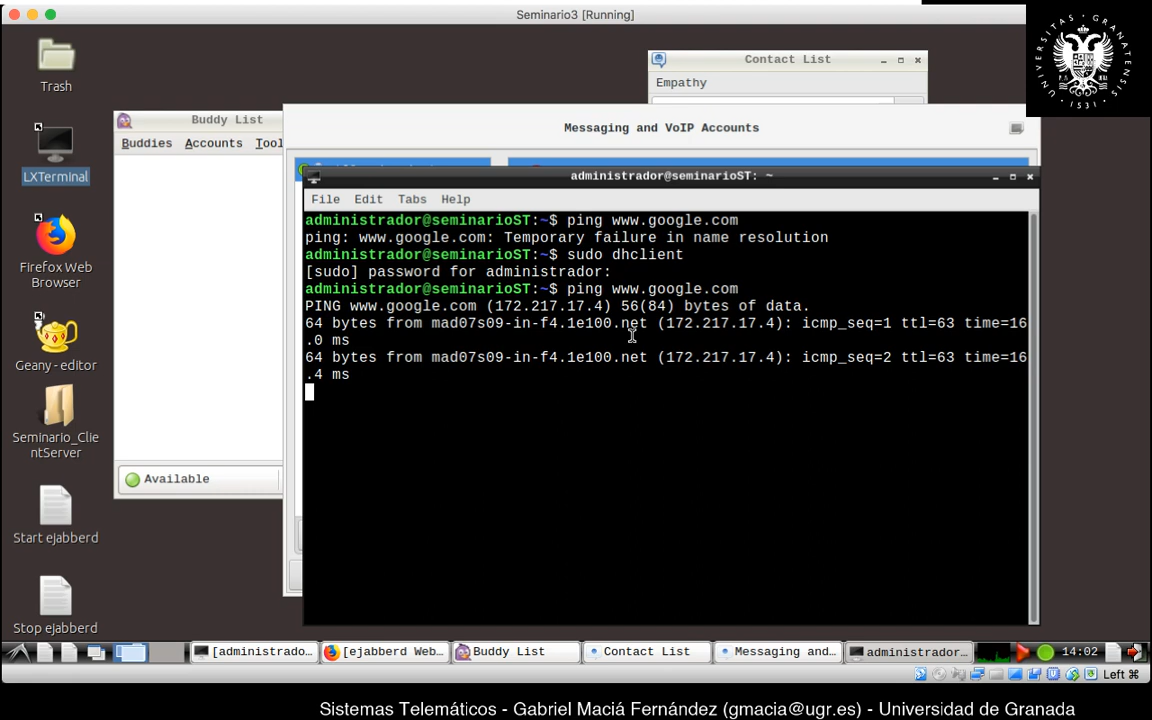 Seminario3 [Running]
UNIVERSITAS GRANATENSIS
1531
Trash
Contact List
Empathy
Buddy List
Buddies Accounts Tool
Messaging and VoIP Accounts
LXTerminal
administrador@seminarioST: ~
File Edit Tabs Help
administrador@seminarioST:~$ ping www.google.com
ping: www.google.com: Temporary failure in name resolution
administrador@seminarioST:~$ sudo dhclient
[sudo] password for administrador:
administrador@seminarioST:~$ ping www.google.com
PING www.google.com (172.217.17.4) 56(84) bytes of data.
64 bytes from mad07s09-in-f4.1e100.net (172.217.17.4): icmp_seq=1 ttl=63 time=16
.0 ms
64 bytes from mad07s09-in-f4.1e100.net (172.217.17.4): icmp_seq=2 ttl=63 time=16
.4 ms
Firefox Web
Browser
Geany - editor
Seminario_Clie
ntServer
Available
Start ejabberd
Stop ejabberd
[administrado... [ejabberd Web... Buddy List Contact List Messaging and... administrador... 14:02
Left ⌘
Sistemas Telemáticos - Gabriel Maciá Fernández (gmacia@ugr.es) - Universidad de Granada